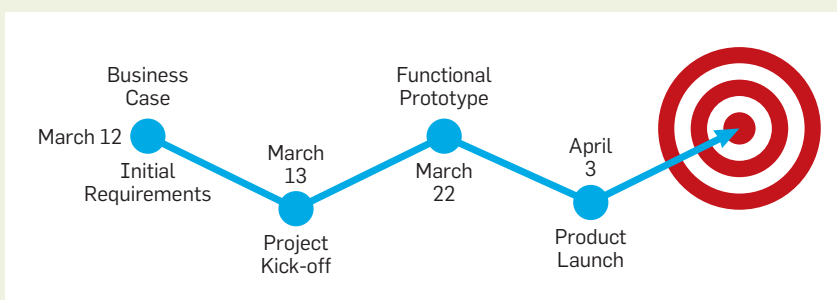 Business
Case
March 12
Initial
Requirements
March
13
Project
Kick-off
Functional
Prototype
March
22
April
3
Product
Launch